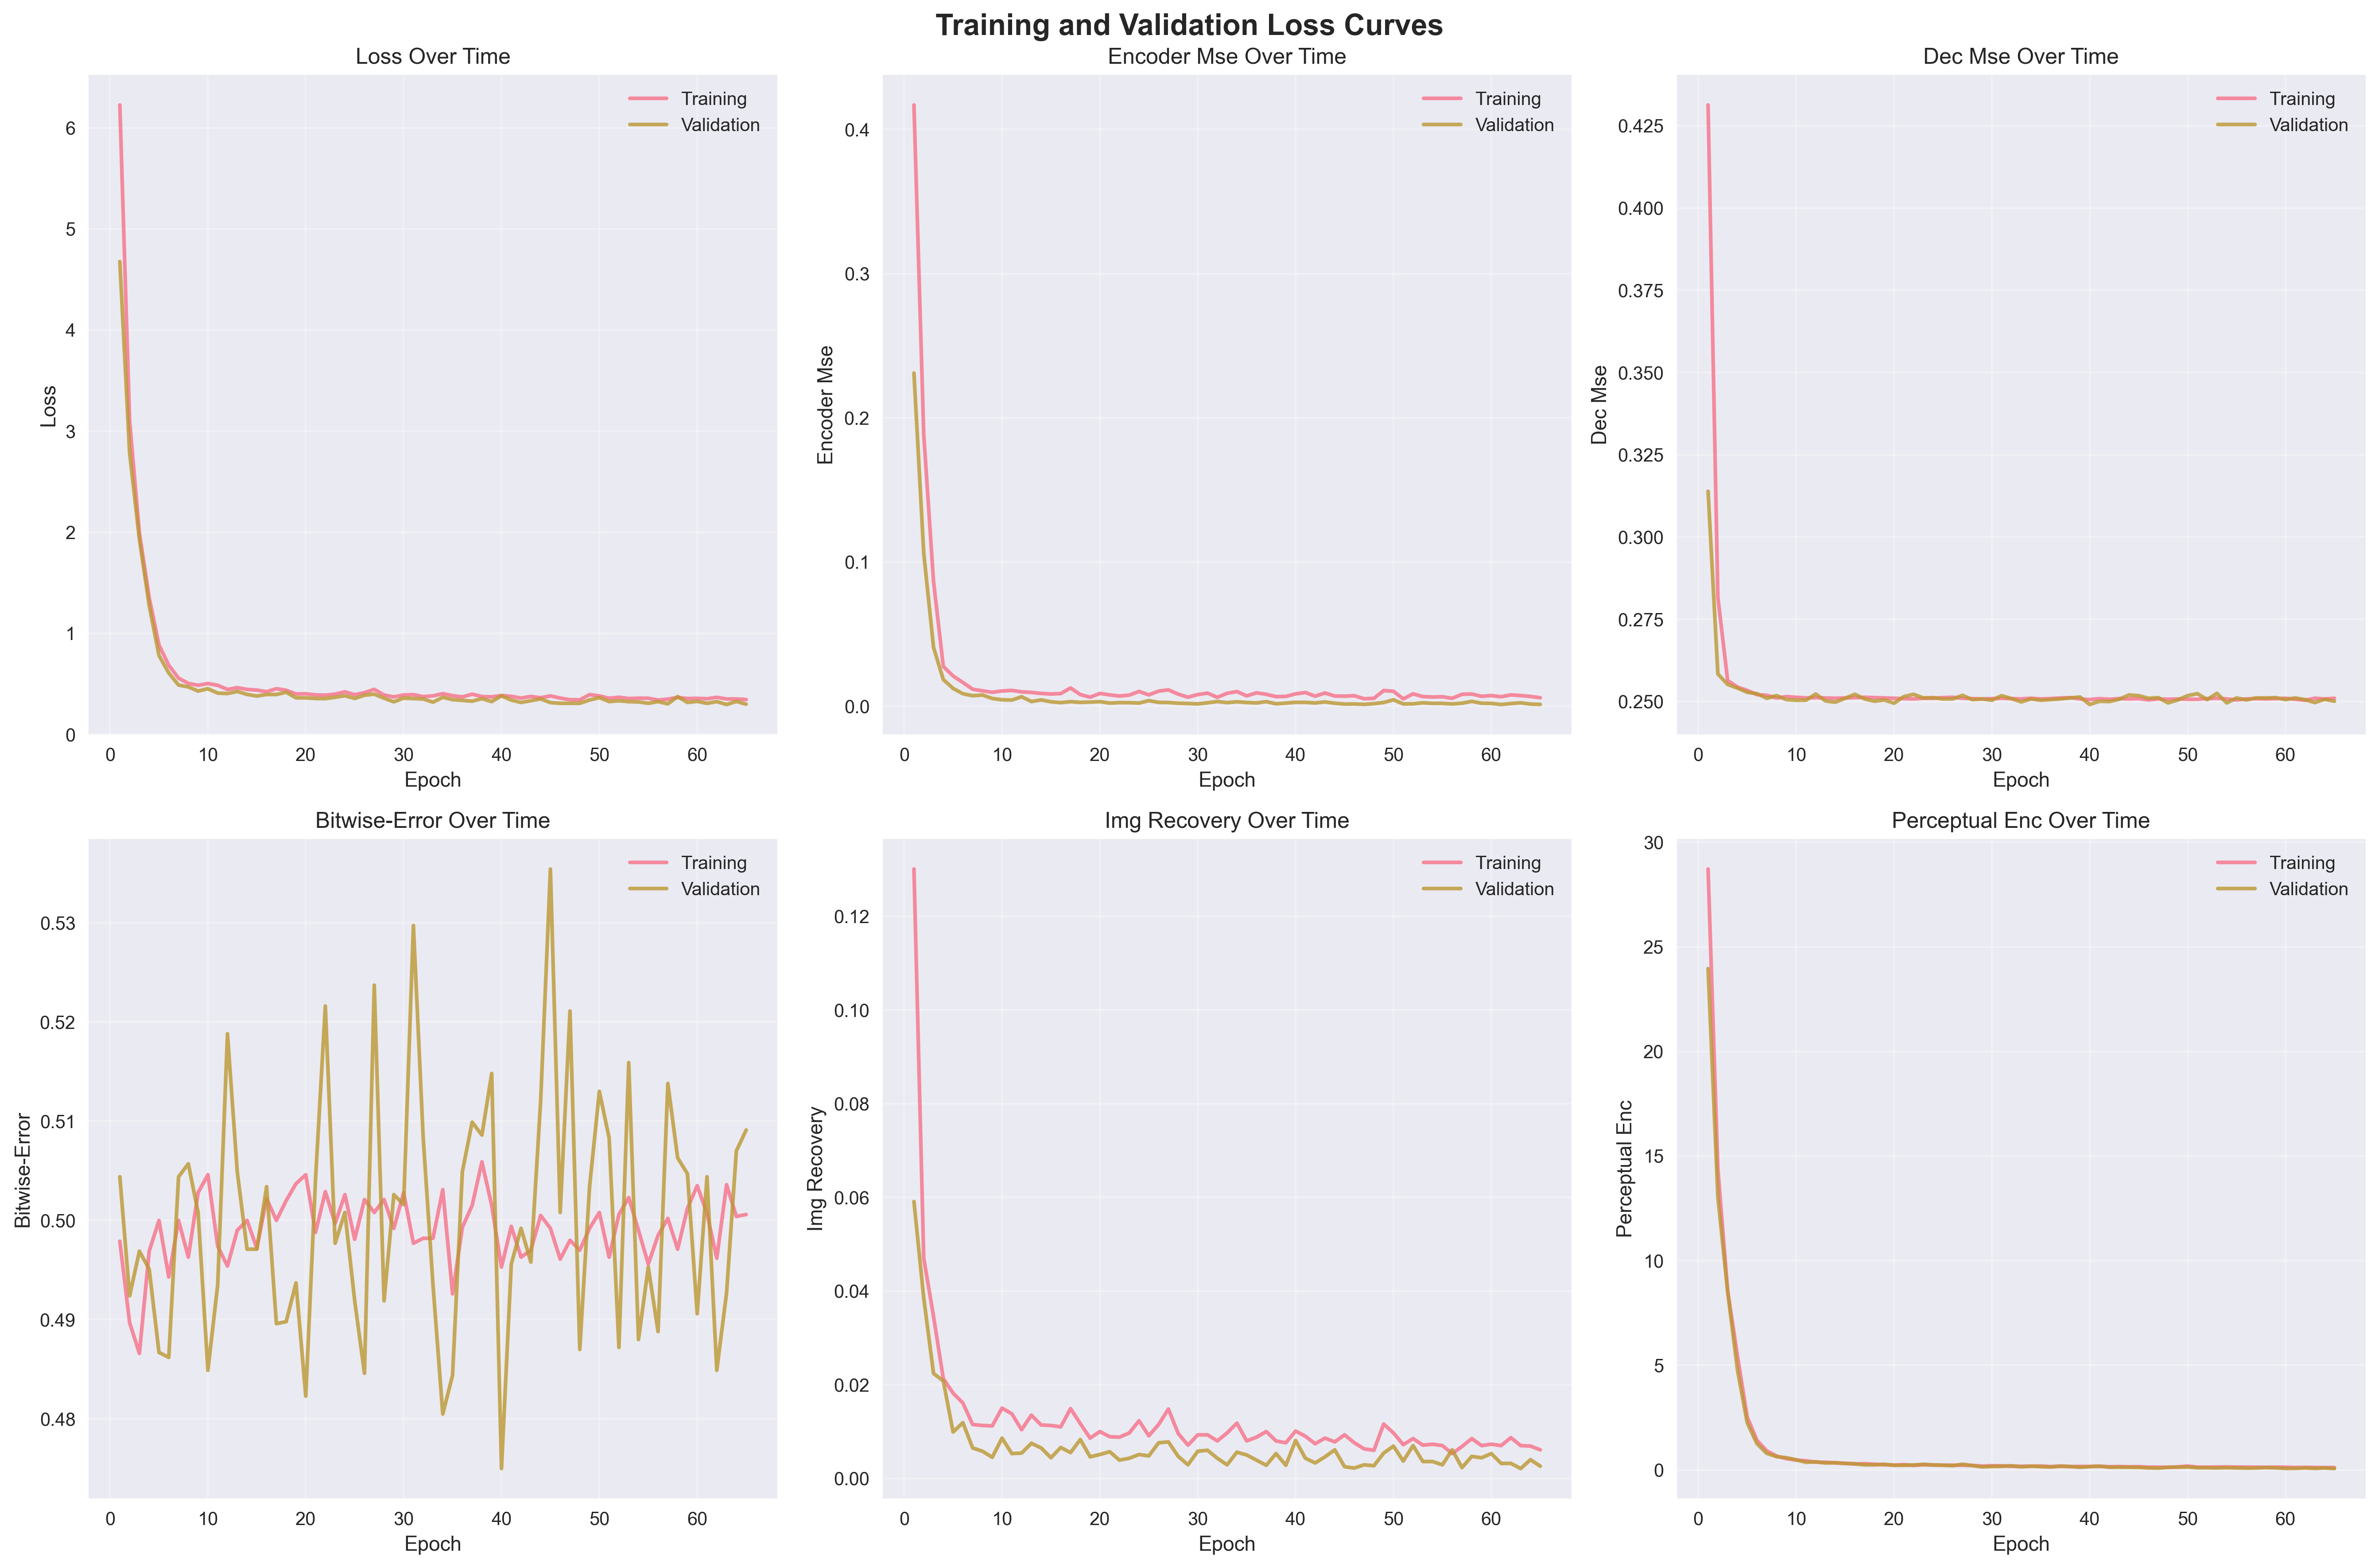 Training and Validation Loss Curves
Loss Over Time
Training
Validation
6
5
4
3
2
1
0
Loss
0 10 20 30 40 50 60
Epoch
Encoder Mse Over Time
Training
Validation
0.4
0.3
0.2
0.1
0.0
Encoder Mse
0 10 20 30 40 50 60
Epoch
Dec Mse Over Time
Training
Validation
0.425
0.400
0.375
0.350
0.325
0.300
0.275
0.250
Dec Mse
0 10 20 30 40 50 60
Epoch
Bitwise-Error Over Time
Training
Validation
0.53
0.52
0.51
0.50
0.49
0.48
Bitwise-Error
0 10 20 30 40 50 60
Epoch
Img Recovery Over Time
Training
Validation
0.12
0.10
0.08
0.06
0.04
0.02
0.00
Img Recovery
0 10 20 30 40 50 60
Epoch
Perceptual Enc Over Time
Training
Validation
30
25
20
15
10
5
0
Perceptual Enc
0 10 20 30 40 50 60
Epoch